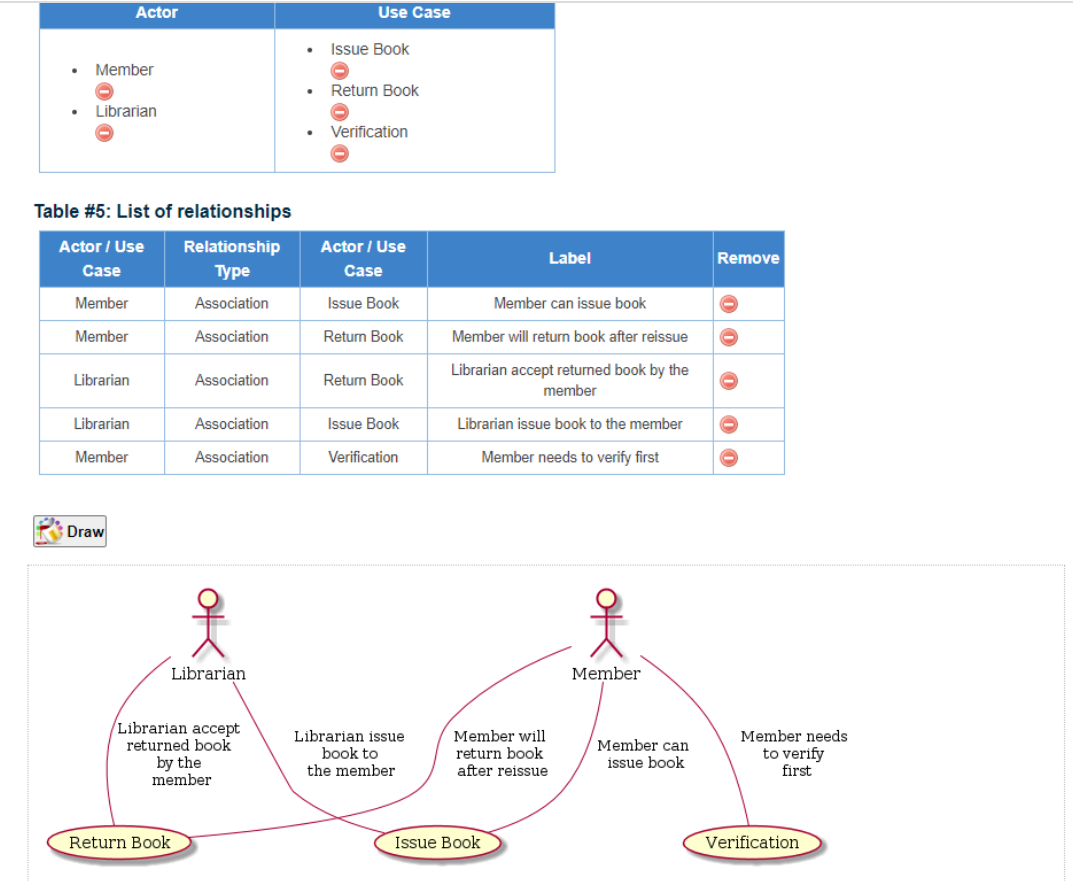 Actor Use Case
Member
Librarian
Issue Book
Return Book
Verification
Table #5: List of relationships
Actor / Use Case Relationship Type Actor / Use Case Label Remove
Member Association Issue Book Member can issue book
Member Association Return Book Member will return book after reissue
Librarian Association Return Book Librarian accept returned book by the member
Librarian Association Issue Book Librarian issue book to the member
Member Association Verification Member needs to verify first
Draw
Librarian
Member
Librarian accept
returned book
by the
member
Librarian issue
book to
the member
Member will
return book
after reissue
Member can
issue book
Member needs
to verify
first
Return Book
Issue Book
Verification